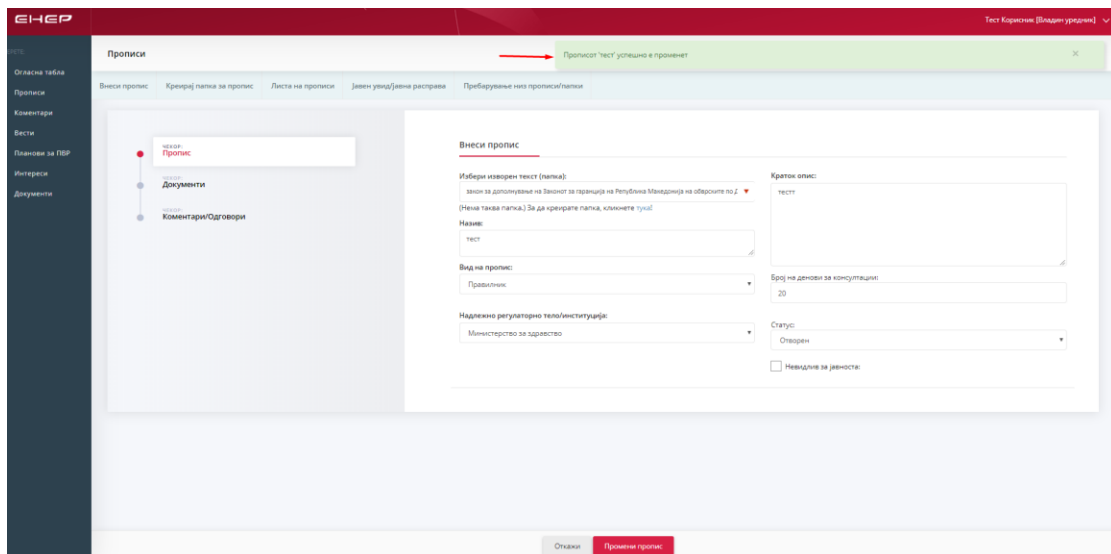 ЕНЕР
Тест Корисник [Владин уредник]
Прописи
Прописот 'тест' успешно е променет
Огласна табла
Прописи
Коментари
Вести
Планови за ПВР
Интереси
Документи
Внеси пропис
Креирај папка за пропис
Листа на прописи
Јавен увид/јавна расправа
Пребарување низ прописи/папки
ЧЕКОР:
Пропис
ЧЕКОР:
Документи
ЧЕКОР:
Коментари/Одговори
Внеси пропис
Избери изворен текст (папка):
закон за дополнување на Законот за гаранција на Република Македонија на обврските по
(Нема таква папка.) За да креирате папка, кликнете тука!
Назив:
тест
Вид на пропис:
Правилник
Надлежно регулаторно тело/институција:
Министерство за здравство
Краток опис:
тестт
Број на денови за консултации:
20
Статус:
Отворен
Невидлив за јавноста:
Откажи
Промени пропис